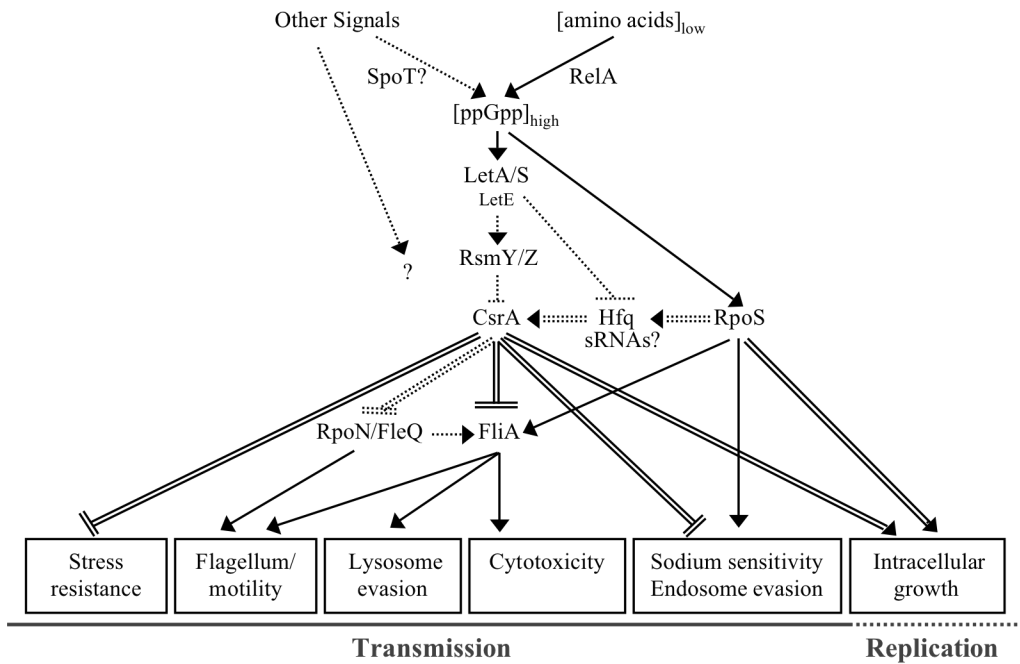 Other Signals
[amino acids]low
SpoT?
RelA
[ppGpp]high
LetA/S
LetE
RsmY/Z
?
CsrA
Hfq
RpoS
sRNAs?
RpoN/FleQ
FliA
Stress
resistance
Flagellum/
motility
Lysosome
evasion
Cytotoxicity
Sodium sensitivity
Endosome evasion
Intracellular
growth
Transmission
Replication